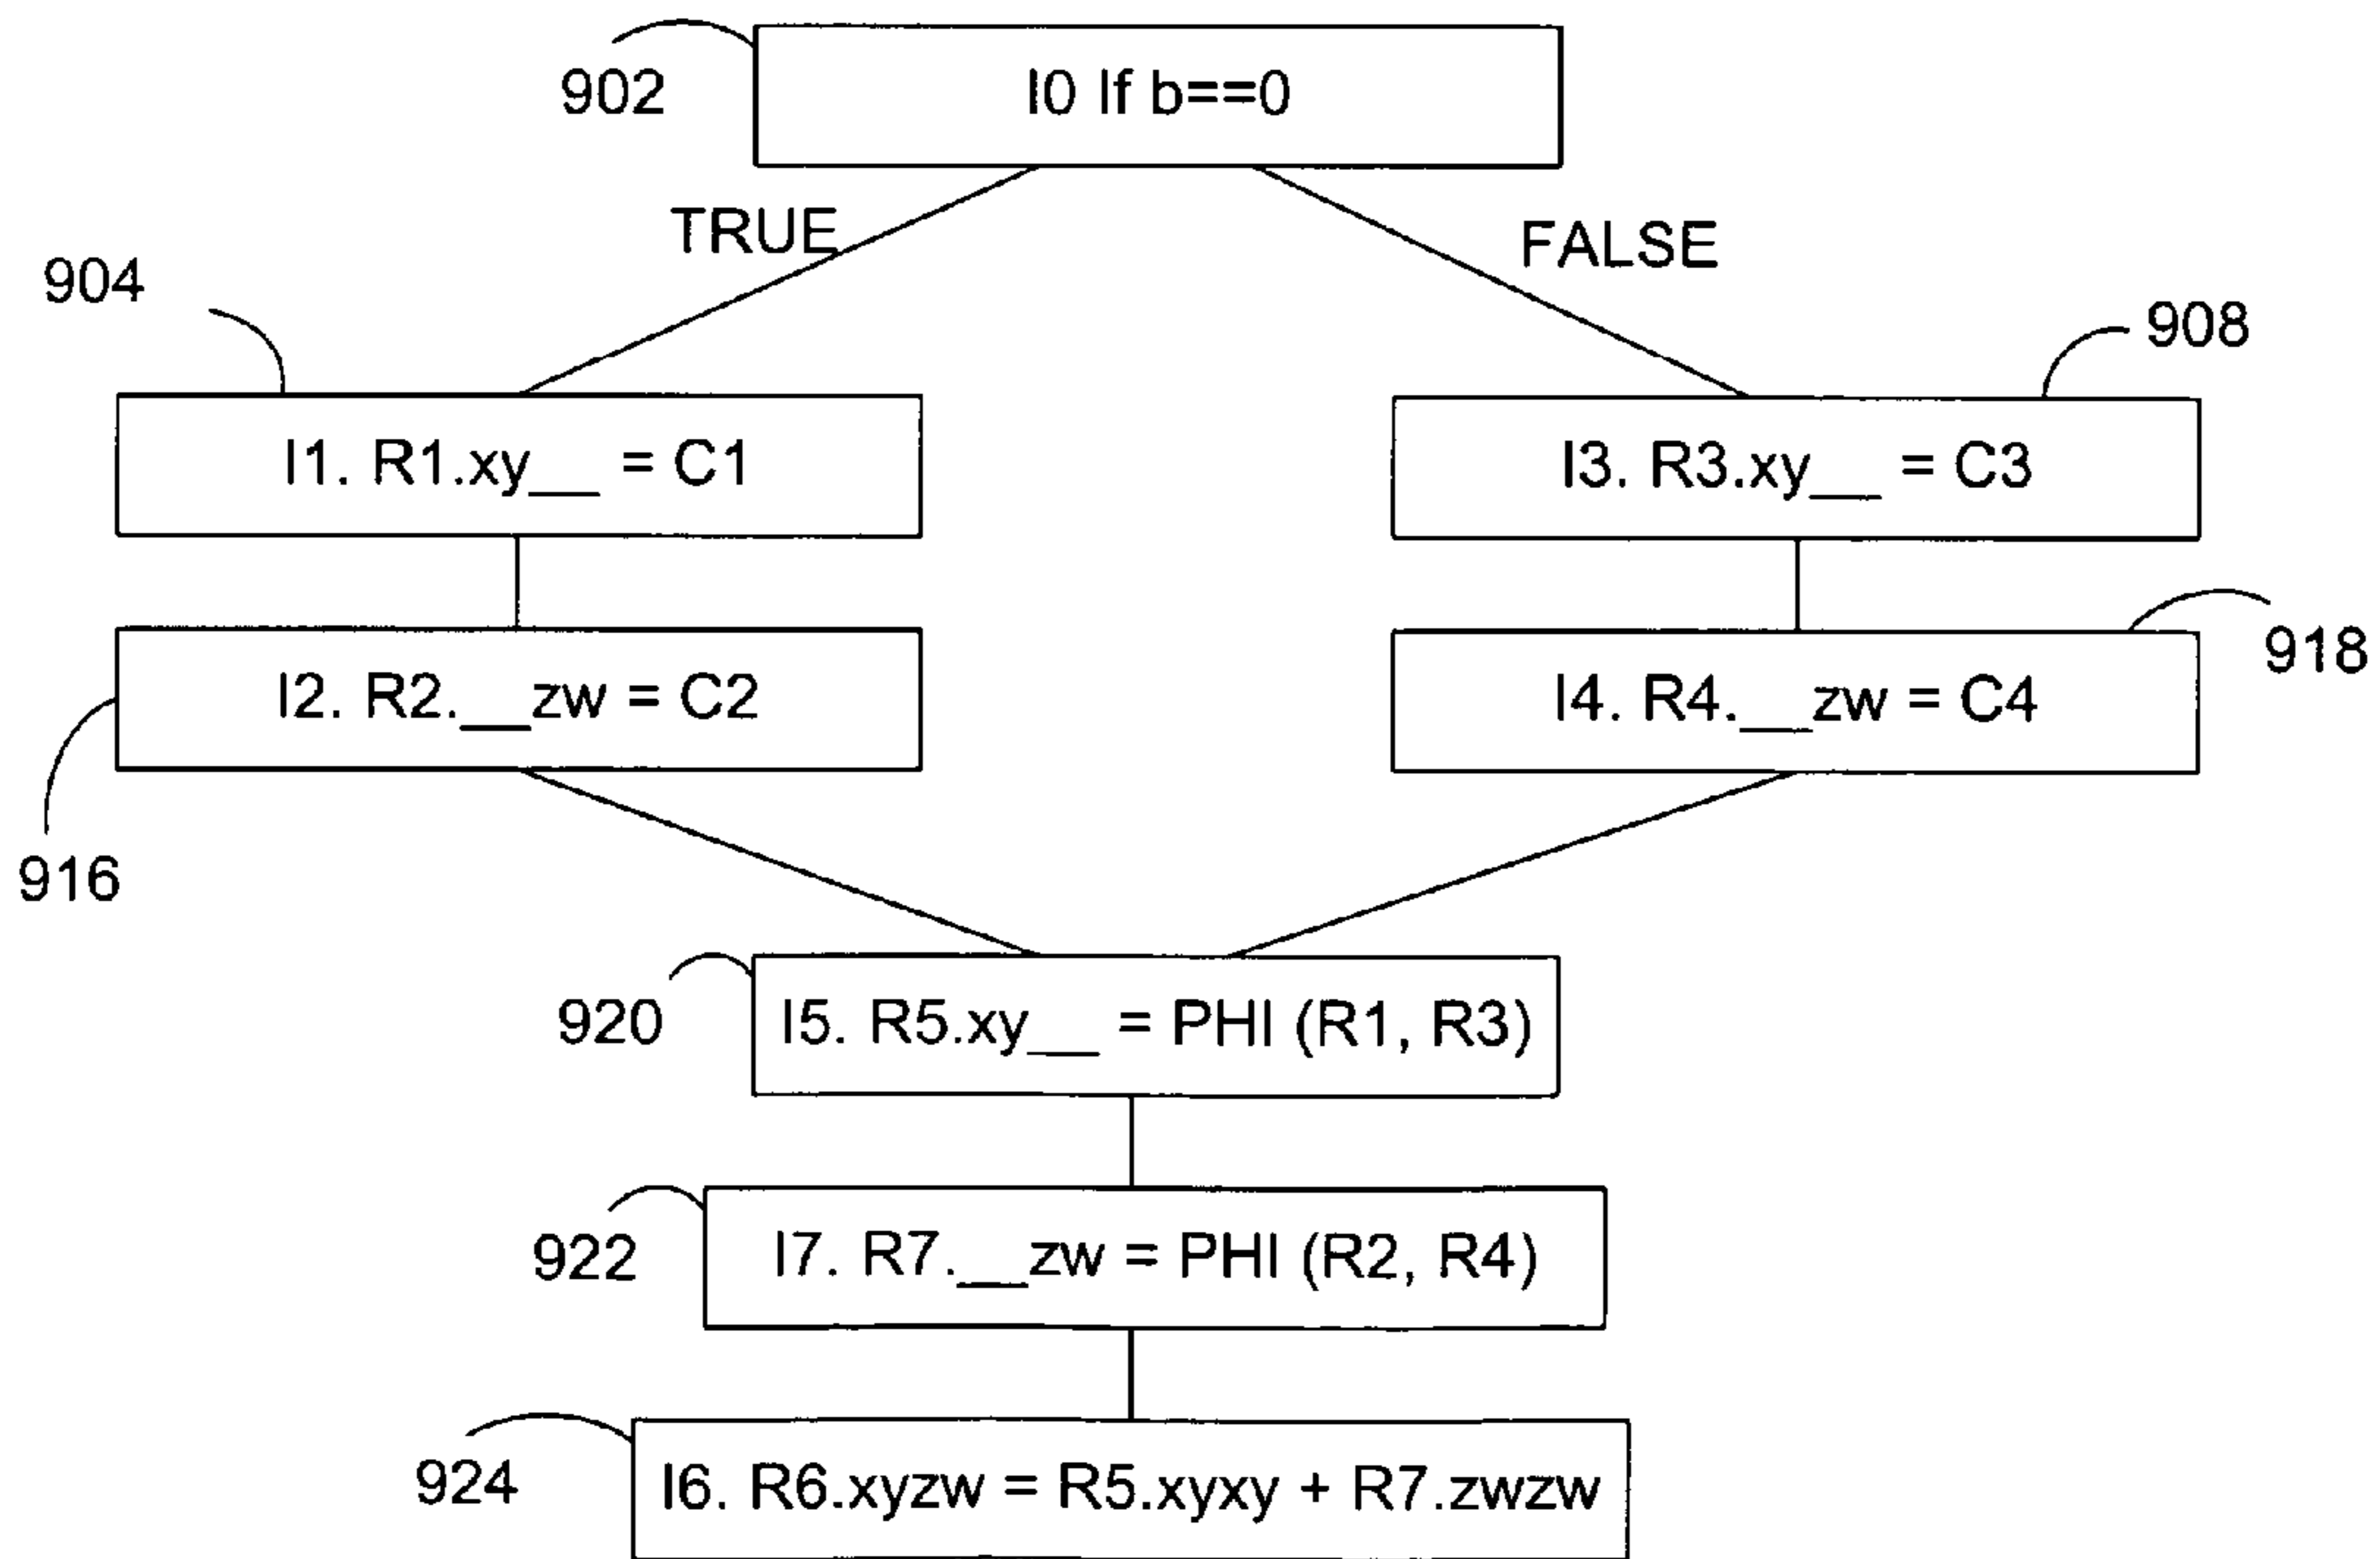 902
I0 If b==0
TRUE
FALSE
904
908
I1. R1.xy__ = C1
I3. R3.xy__ = C3
I2. R2.__zw = C2
I4. R4.__zw = C4
918
916
920
I5. R5.xy__ = PHI (R1, R3)
922
I7. R7.__zw = PHI (R2, R4)
924
I6. R6.xyzw = R5.xyxy + R7.zwzw